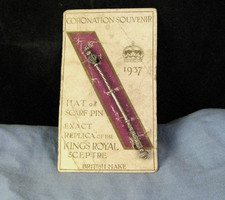 CORONATION SOUVENIR
1937
HAT OR
SCARF PIN
EXACT
REPLICA OF THE
KING'S ROYAL
SCEPTRE
BRITISH MAKE